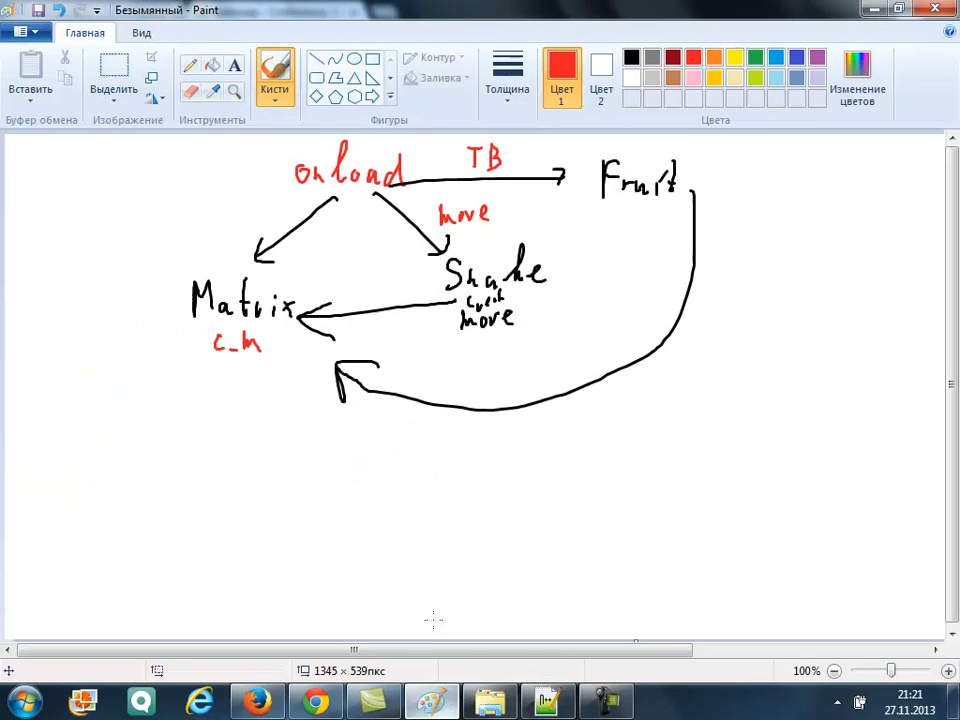 Безымянный - Paint
Главная
Вид
Вставить
Выделить
Кисти
Контур
Заливка
Толщина
Цвет 1
Цвет 2
Изменение цветов
Буфер обмена
Изображение
Инструменты
Фигуры
Цвета
onload
TB
Fruit
move
Snake
Matrix
move
c_m
1345 × 539пкс
100%
21:21
27.11.2013